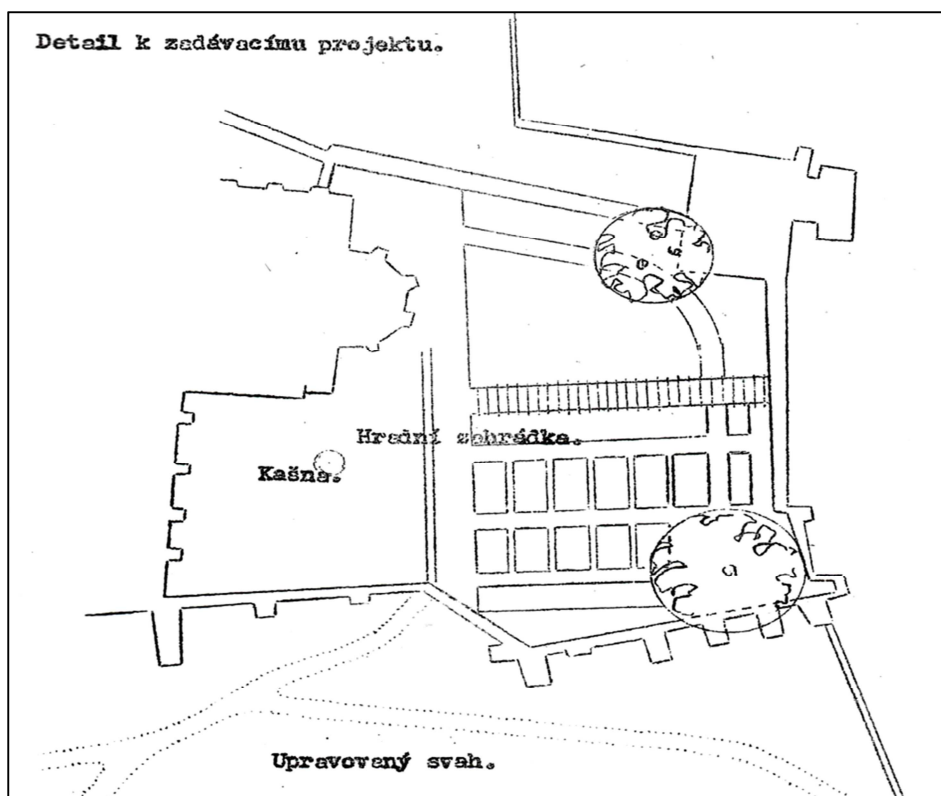 Detail k zadávacímu projektu.
Hradní zahrádka.
Kašna.
Upravovaný svah.